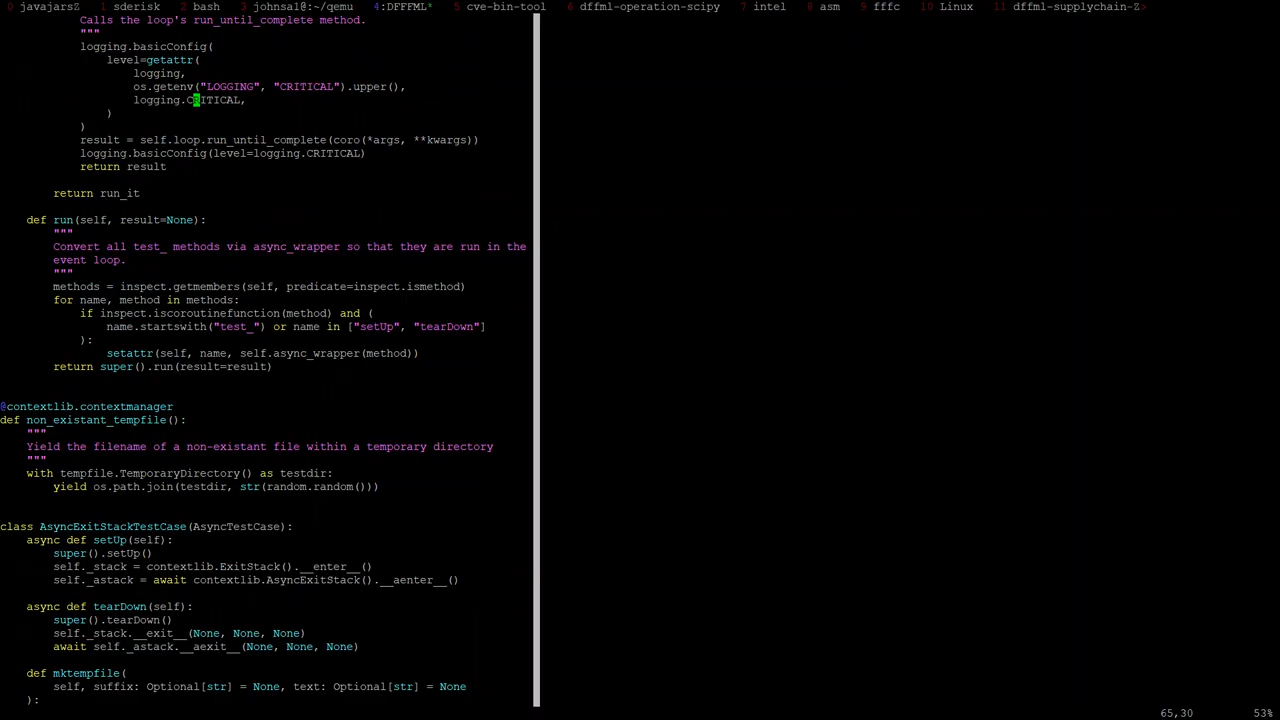 0 javajarsZ  1 sderisk  2 bash  3 johnsal@:~/qemu  4:DFFFML*  5 cve-bin-tool  6 dffml-operation-scipy  7 intel  8 asm  9 fffc  10 Linux  11 dffml-supplychain-Z>
            Calls the loop's run_until_complete method.
            """
            logging.basicConfig(
                level=getattr(
                    logging,
                    os.getenv("LOGGING", "CRITICAL").upper(),
                    logging.CRITICAL,
                )
            )
            result = self.loop.run_until_complete(coro(*args, **kwargs))
            logging.basicConfig(level=logging.CRITICAL)
            return result

        return run_it

    def run(self, result=None):
        """
        Convert all test_ methods via async_wrapper so that they are run in the
        event loop.
        """
        methods = inspect.getmembers(self, predicate=inspect.ismethod)
        for name, method in methods:
            if inspect.iscoroutinefunction(method) and (
                name.startswith("test_") or name in ["setUp", "tearDown"]
            ):
                setattr(self, name, self.async_wrapper(method))
        return super().run(result=result)

@contextlib.contextmanager
def non_existant_tempfile():
    """
    Yield the filename of a non-existant file within a temporary directory
    """
    with tempfile.TemporaryDirectory() as testdir:
        yield os.path.join(testdir, str(random.random()))

class AsyncExitStackTestCase(AsyncTestCase):
    async def setUp(self):
        super().setUp()
        self._stack = contextlib.ExitStack().__enter__()
        self._astack = await contextlib.AsyncExitStack().__aenter__()

    async def tearDown(self):
        super().tearDown()
        self._stack.__exit__(None, None, None)
        await self._astack.__aexit__(None, None, None)

    def mktempfile(
        self, suffix: Optional[str] = None, text: Optional[str] = None
    ):
65,30  53%